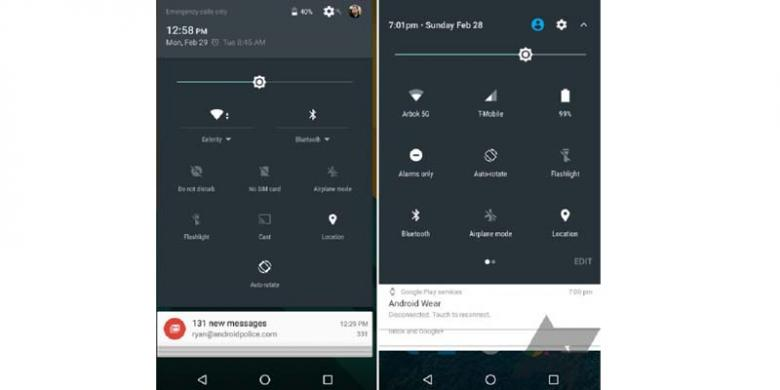 Emergency calls only
40%
12:58 PM
Mon, Feb 29 Tue 8:45 AM
Celerity
Bluetooth
Do not disturb
No SIM card
Airplane mode
Flashlight
Cast
Location
Auto-rotate
131 new messages 12:29 PM
ryan@androidpolice.com 331
7:01pm • Sunday Feb 28
Arbok 5G
T-Mobile
99%
Alarms only
Auto-rotate
Flashlight
Bluetooth
Airplane mode
Location
EDIT
Google Play services 7:00 pm
Android Wear
Disconnected. Touch to reconnect.
Inbox and Google+